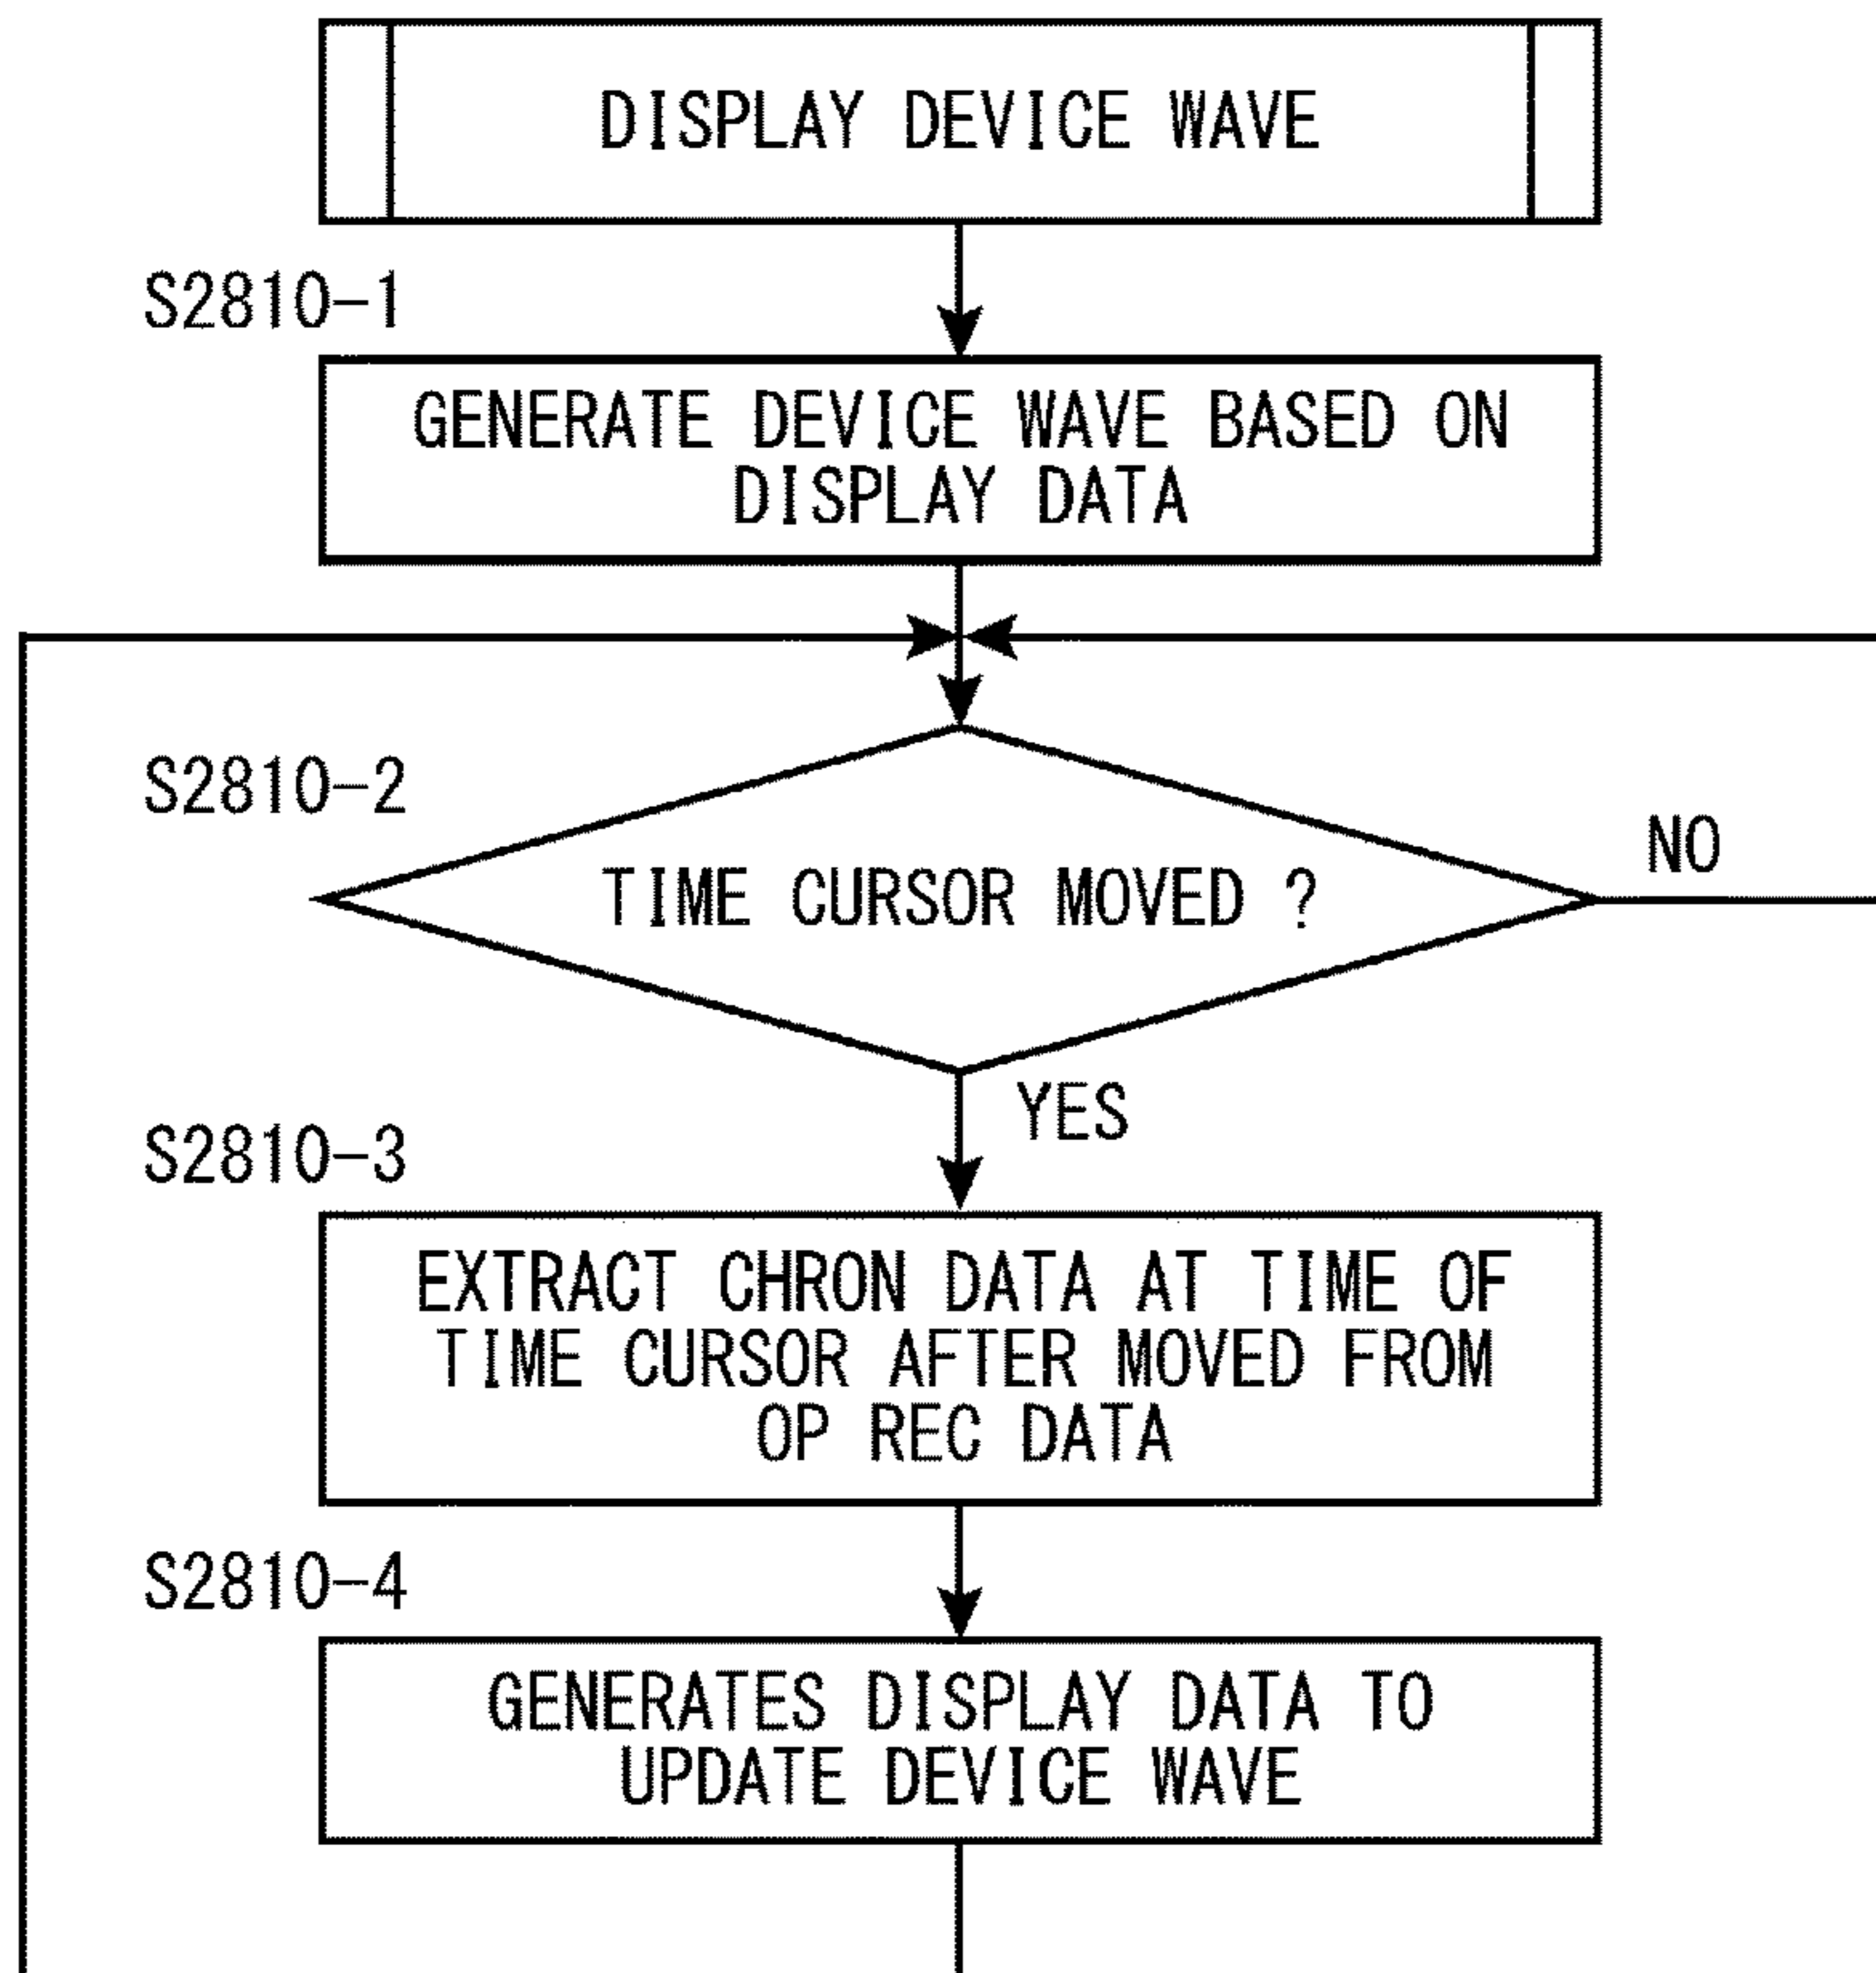 DISPLAY DEVICE WAVE
S2810-1
GENERATE DEVICE WAVE BASED ON
DISPLAY DATA
S2810-2
TIME CURSOR MOVED ?
NO
YES
S2810-3
EXTRACT CHRON DATA AT TIME OF
TIME CURSOR AFTER MOVED FROM
OP REC DATA
S2810-4
GENERATES DISPLAY DATA TO
UPDATE DEVICE WAVE